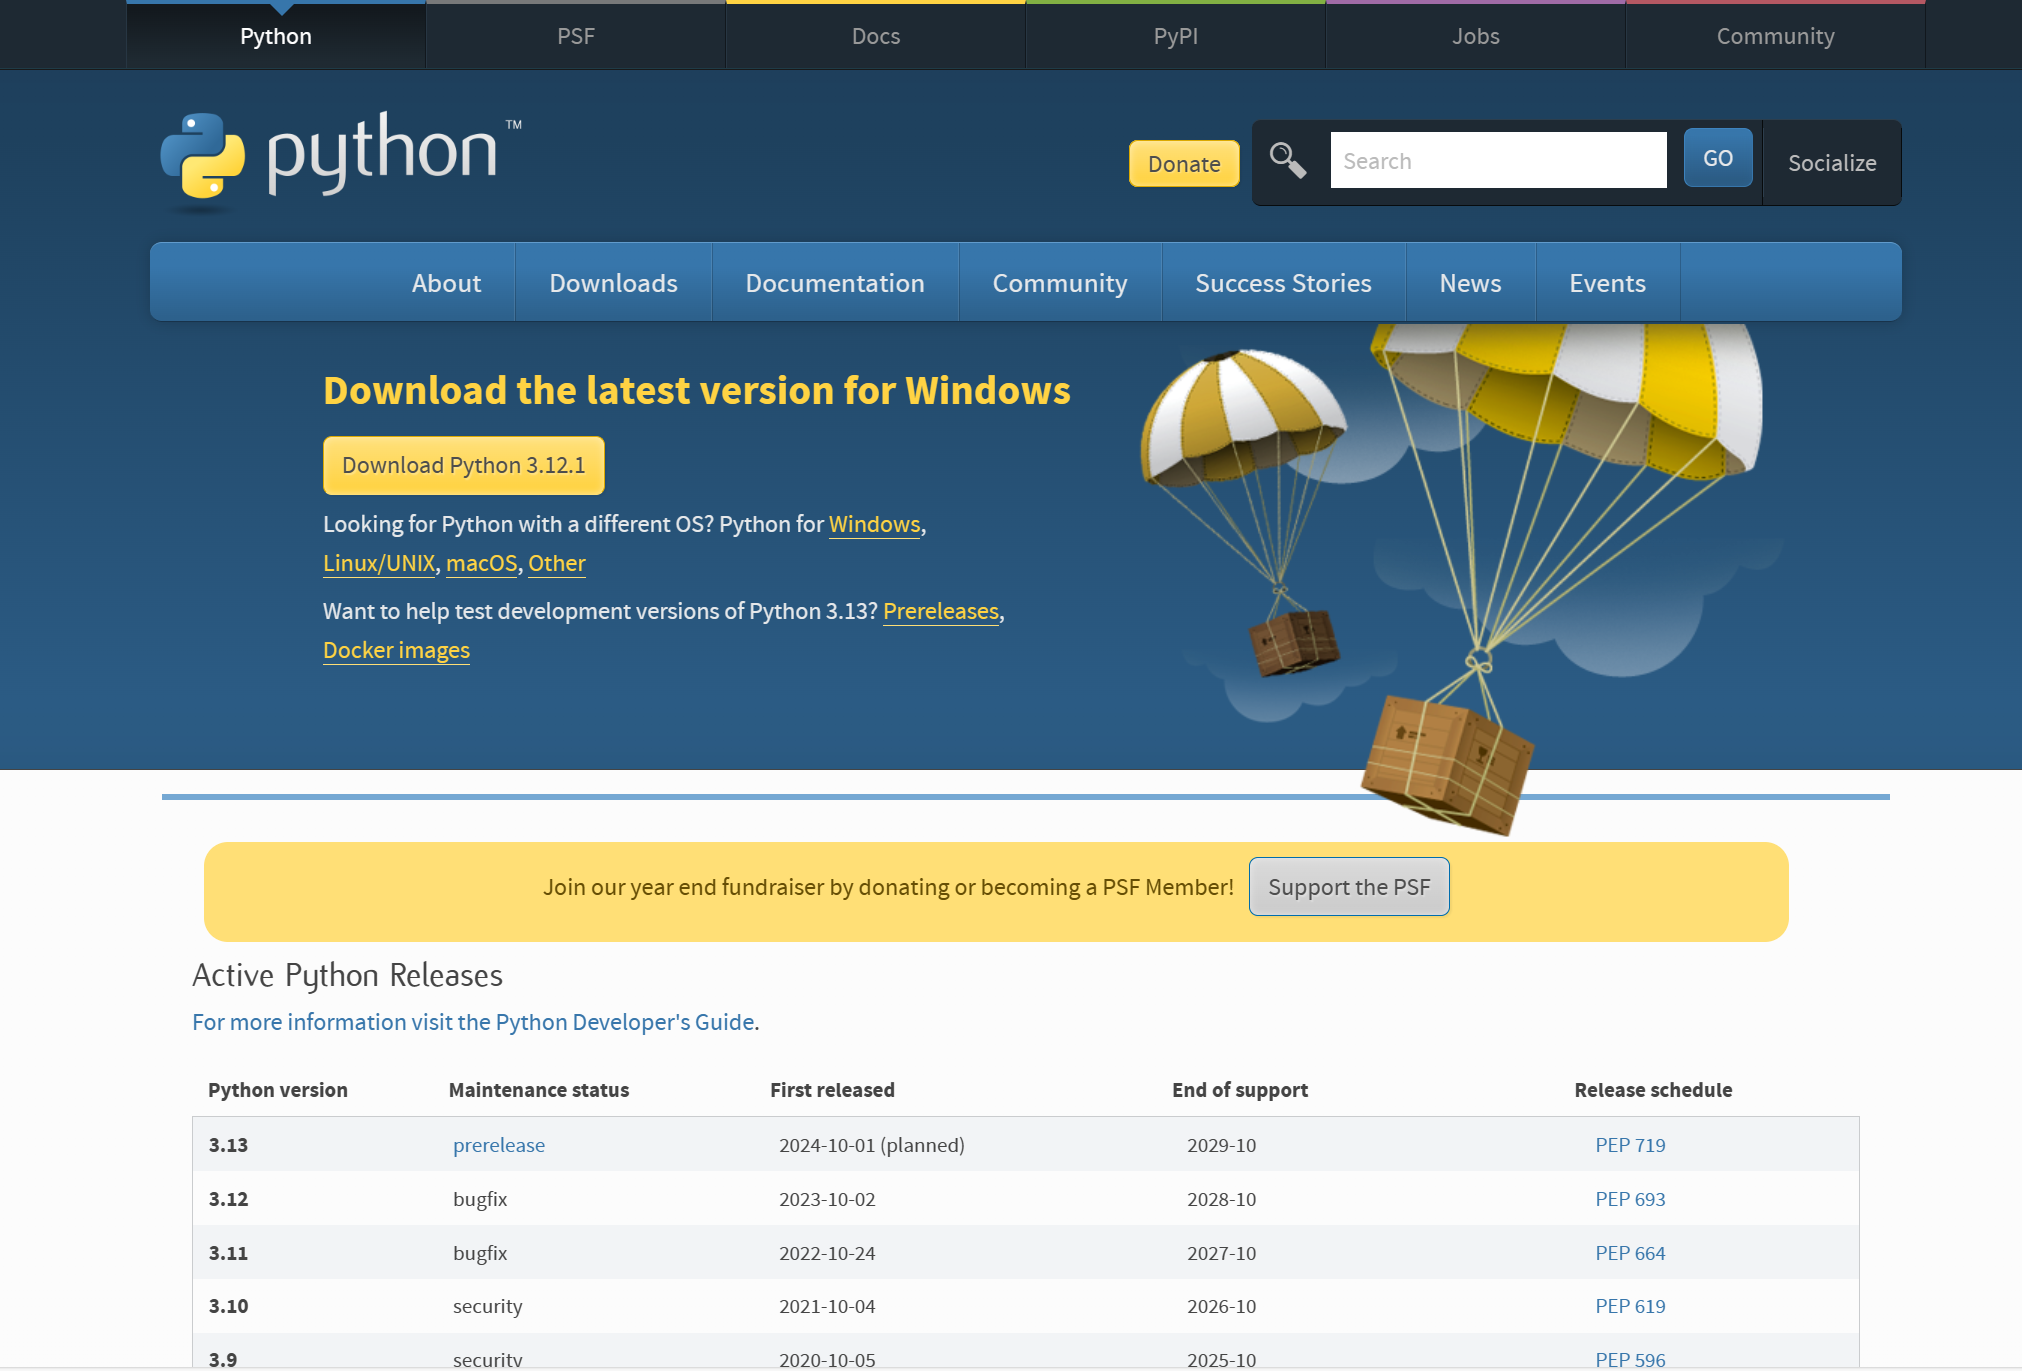 Python PSF Docs PyPI Jobs Community
python™
Donate Search GO Socialize
About Downloads Documentation Community Success Stories News Events
Download the latest version for Windows
Download Python 3.12.1
Looking for Python with a different OS? Python for Windows,
Linux/UNIX, macOS, Other
Want to help test development versions of Python 3.13? Prereleases,
Docker images
Join our year end fundraiser by donating or becoming a PSF Member! Support the PSF
Active Python Releases
For more information visit the Python Developer's Guide.
Python version Maintenance status First released End of support Release schedule
3.13 prerelease 2024-10-01 (planned) 2029-10 PEP 719
3.12 bugfix 2023-10-02 2028-10 PEP 693
3.11 bugfix 2022-10-24 2027-10 PEP 664
3.10 security 2021-10-04 2026-10 PEP 619
3.9 security 2020-10-05 2025-10 PEP 596